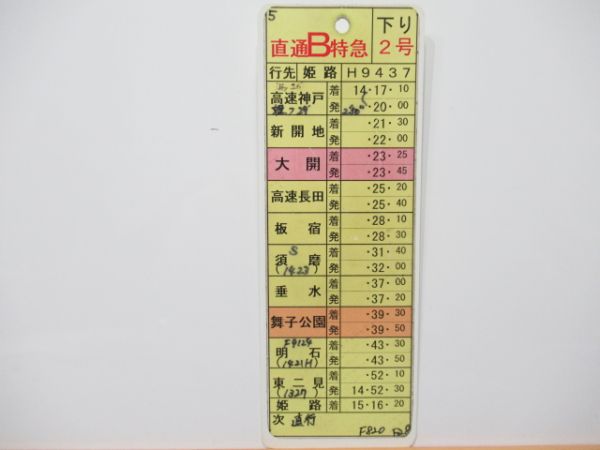 5
下り
直通B特急 2号
行先 姫路 H9437
高速神戸 着 14・17・10
発 ・20・00
新開地 着 ・21・30
発 ・22・00
大開 着 ・23・25
発 ・23・45
高速長田 着 ・25・20
発 ・25・40
板宿 着 ・28・10
発 ・28・30
S
須磨 着 ・31・40
(1423) 発 ・32・00
垂水 着 ・37・00
発 ・37・20
舞子公園 着 ・39・30
発 ・39・50
F4124
明石 着 ・43・30
(1421H) 発 ・43・50
東二見 着 ・52・10
(1327) 発 14・52・30
姫路 着 15・16・20
次 直行
F820